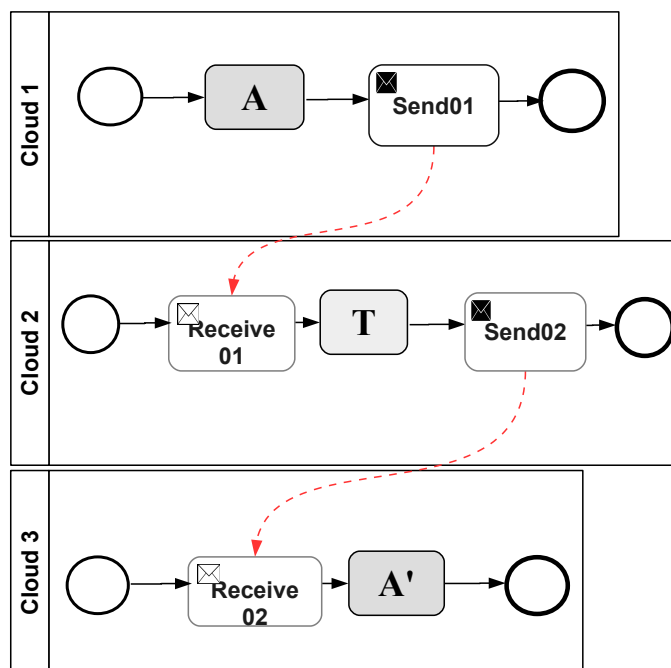 Cloud 1
A
Send01
Cloud 2
Receive
01
T
Send02
Cloud 3
Receive
02
A'